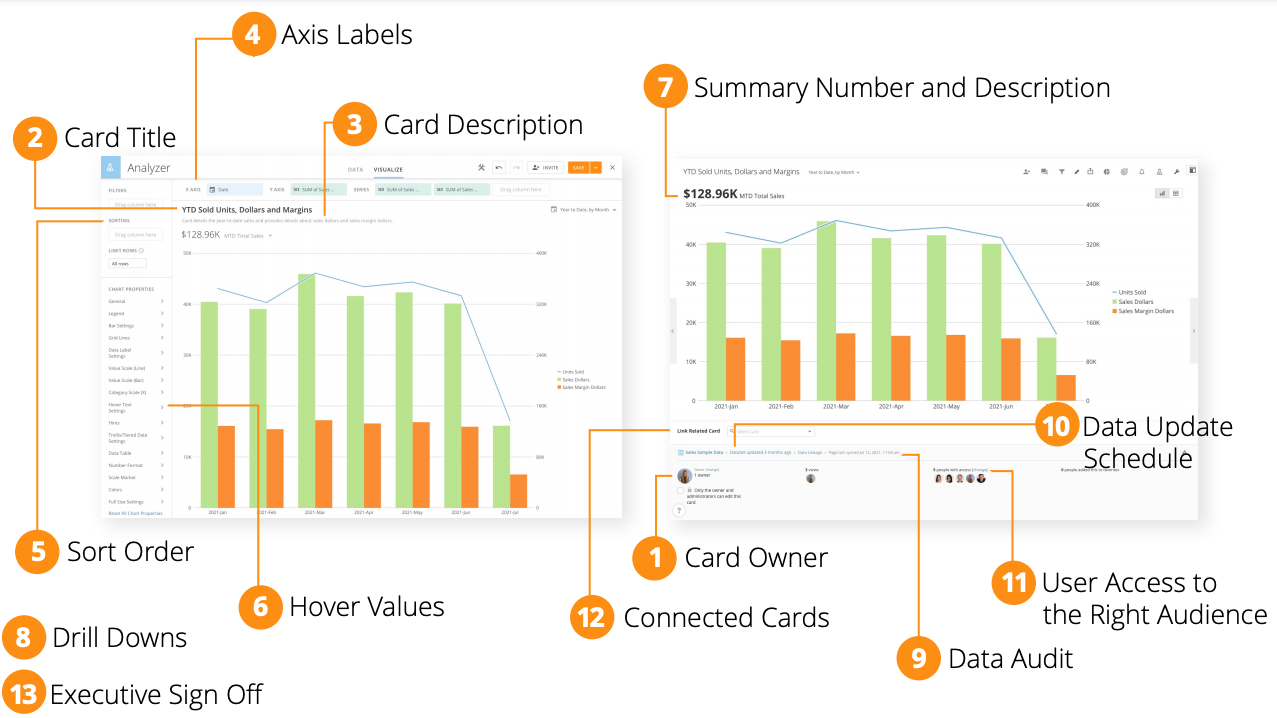 4 Axis Labels
7 Summary Number and Description
3 Card Description
2 Card Title
Analyzer
DATA VISUALIZE
INVITE
SAVE
FILTERS
Drag column here
X AXIS Date Y AXIS 123 SUM of Sales ... SERIES 123 SUM of Sales ... 123 SUM of Sales ... Drag column here
SORTING
Drag column here
LIMIT ROWS
All rows
CHART PROPERTIES
General
Legend
Bar Settings
Grid Lines
Data Label
Settings
Value Scale (Line)
Value Scale (Bar)
Category Scale (X)
Hover Text
Settings
Hints
Trellis/Tiered Date
Settings
Data Table
Number Format
Scale Marker
Colors
Full Size Settings
Reset All Chart Properties
YTD Sold Units, Dollars and Margins
Year to Date, by Month
Card details the year-to-date sales and provides details about sales dollars and sales margin dollars.
$128.96K MTD Total Sales
50K 400K
40K 320K
30K 240K
20K 160K
10K 80K
0 0
Units Sold
Sales Dollars
Sales Margin Dollars
2021-Jan 2021-Feb 2021-Mar 2021-Apr 2021-May 2021-Jun 2021-Jul
YTD Sold Units, Dollars and Margins Year to Date, by Month
$128.96K MTD Total Sales
50K 400K
40K 320K
30K 240K
20K 160K
10K 80K
0 0
Units Sold
Sales Dollars
Sales Margin Dollars
2021-Jan 2021-Feb 2021-Mar 2021-Apr 2021-May 2021-Jun
Link Related Card
Sales Sample Data • DataSet updated 3 months ago • Data Lineage • Page last synced Jul 12, 2021, 11:50 am
1 owner
Only the owner and
administrators can edit this
card
3 views
5 people with access (change)
0 people added this to favorites
?
10 Data Update
Schedule
5 Sort Order
1 Card Owner
11 User Access to
the Right Audience
6 Hover Values
12 Connected Cards
8 Drill Downs
9 Data Audit
13 Executive Sign Off